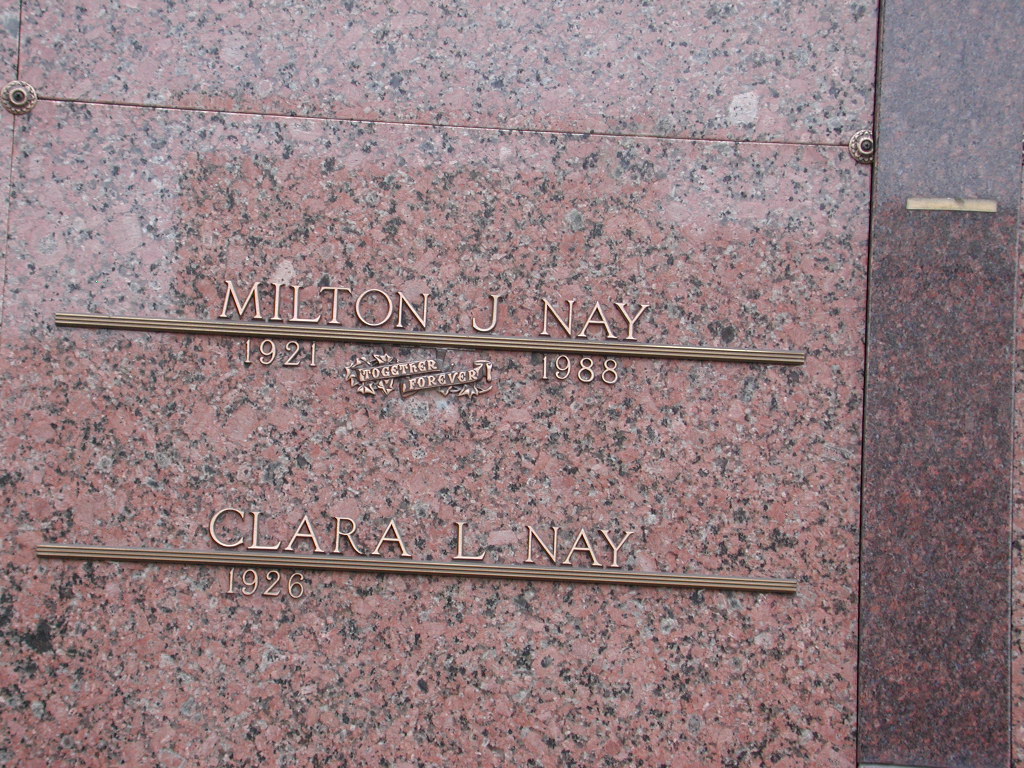 MILTON J NAY
1921 1988
TOGETHER
FOREVER
CLARA L NAY
1926